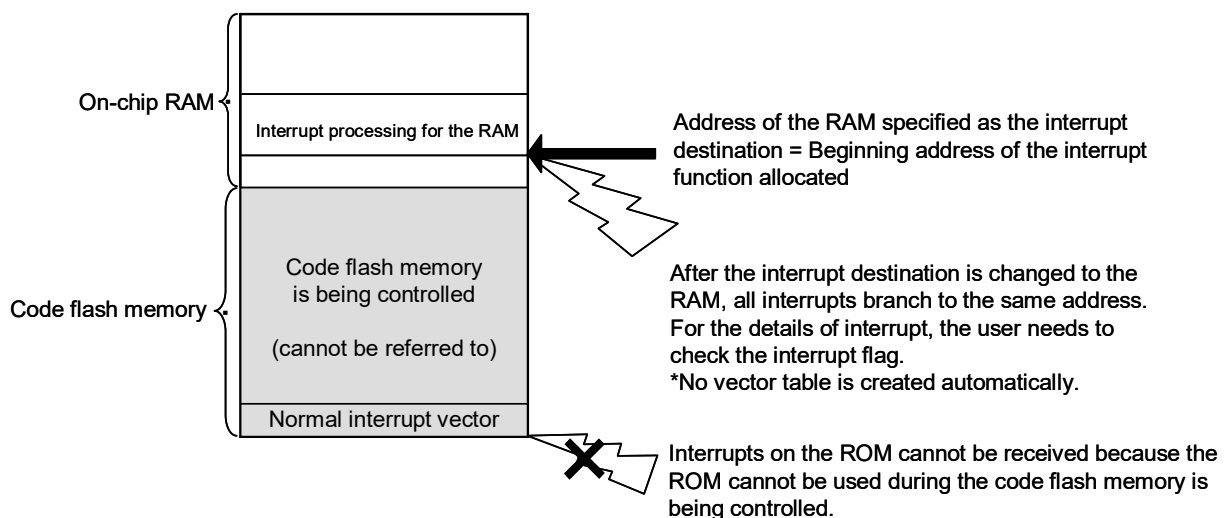 On-chip RAM
Interrupt processing for the RAM
Address of the RAM specified as the interrupt
destination = Beginning address of the interrupt
function allocated
Code flash memory
Code flash memory
is being controlled
(cannot be referred to)
After the interrupt destination is changed to the
RAM, all interrupts branch to the same address.
For the details of interrupt, the user needs to
check the interrupt flag.
*No vector table is created automatically.
Normal interrupt vector
Interrupts on the ROM cannot be received because the
ROM cannot be used during the code flash memory is
being controlled.